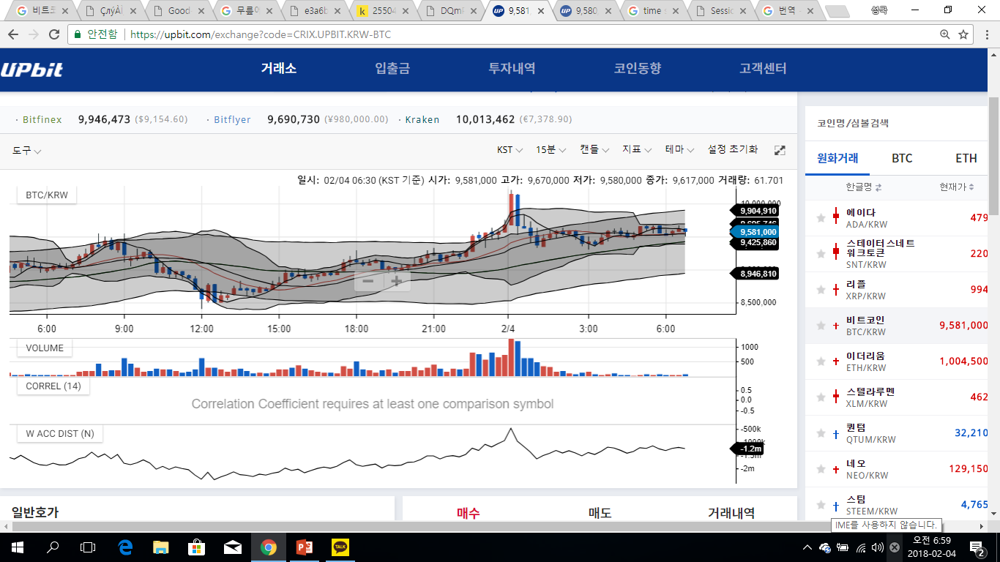 비트코
Çлÿ
Good
무릎이
e3a6b
25504
DQmF
9,581,
9,580,
time
Sessic
번역 -
성국
안전함 | https://upbit.com/exchange?code=CRIX.UPBIT.KRW-BTC
UPbit
거래소 입출금 투자내역 코인동향 고객센터
· Bitfinex 9,946,473 ($9,154.60) · Bitflyer 9,690,730 (¥980,000.00) · Kraken 10,013,462 (€7,378.90)
도구 KST 15분 캔들 지표 테마 설정 초기화
일시: 02/04 06:30 (KST 기준) 시가: 9,581,000 고가: 9,670,000 저가: 9,580,000 종가: 9,617,000 거래량: 61.701
BTC/KRW
10,000,000
9,904,910
9,581,000
9,425,860
8,946,810
8,500,000
6:00 9:00 12:00 15:00 18:00 21:00 2/4 3:00 6:00
VOLUME
1000
500
CORREL (14)
Correlation Coefficient requires at least one comparison symbol
0.5
0.0
-0.5
W ACC DIST (N)
-500k
-1.2m
-1.5m
-2m
일반호가
매수 매도 거래내역
코인명/심볼검색
원화거래 BTC ETH
한글명 현재가
에이다 479
ADA/KRW
스테이터스네트
워크토큰 220
SNT/KRW
리플 994
XRP/KRW
비트코인 9,581,000
BTC/KRW
이더리움 1,004,500
ETH/KRW
스텔라루멘 462
XLM/KRW
퀀텀 32,210
QTUM/KRW
네오 129,150
NEO/KRW
스팀 4,765
STEEM/KRW
IME를 사용하지 않습니다.
TALK
오전 6:59
2018-02-04
2